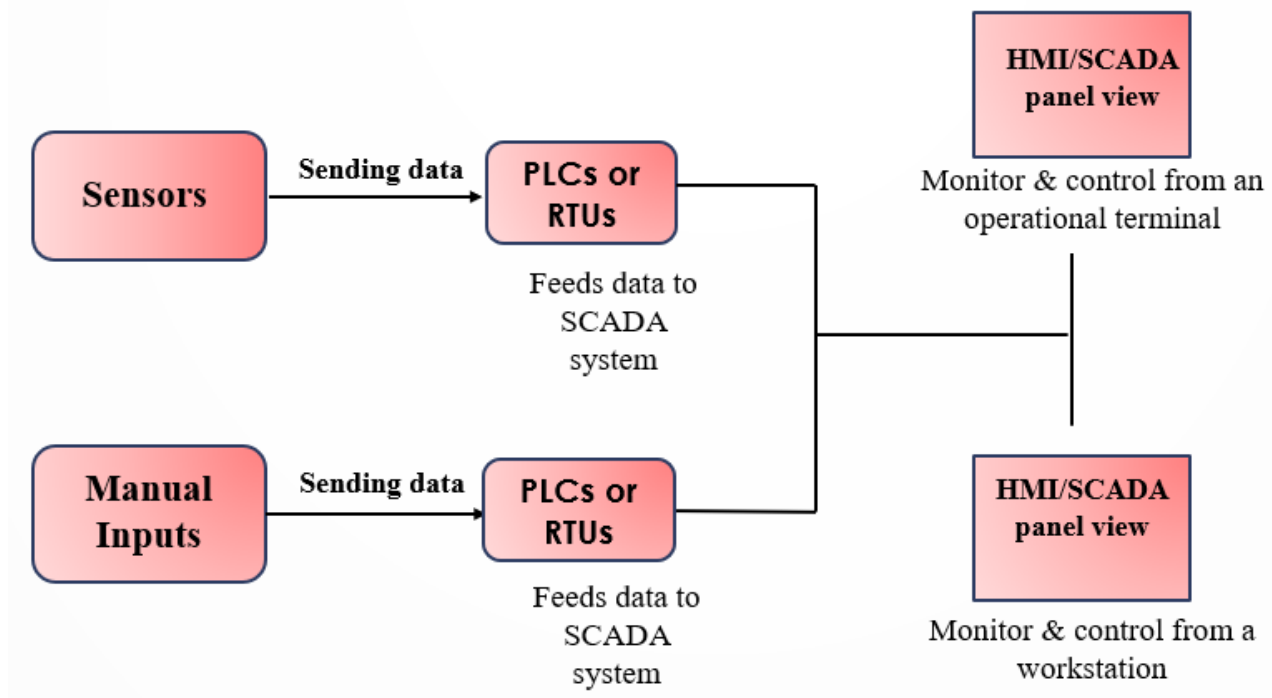 HMI/SCADA
panel view
Monitor & control from an
operational terminal
Sensors
Sending data
PLCs or
RTUs
Feeds data to
SCADA
system
Manual
Inputs
Sending data
PLCs or
RTUs
Feeds data to
SCADA
system
HMI/SCADA
panel view
Monitor & control from a
workstation